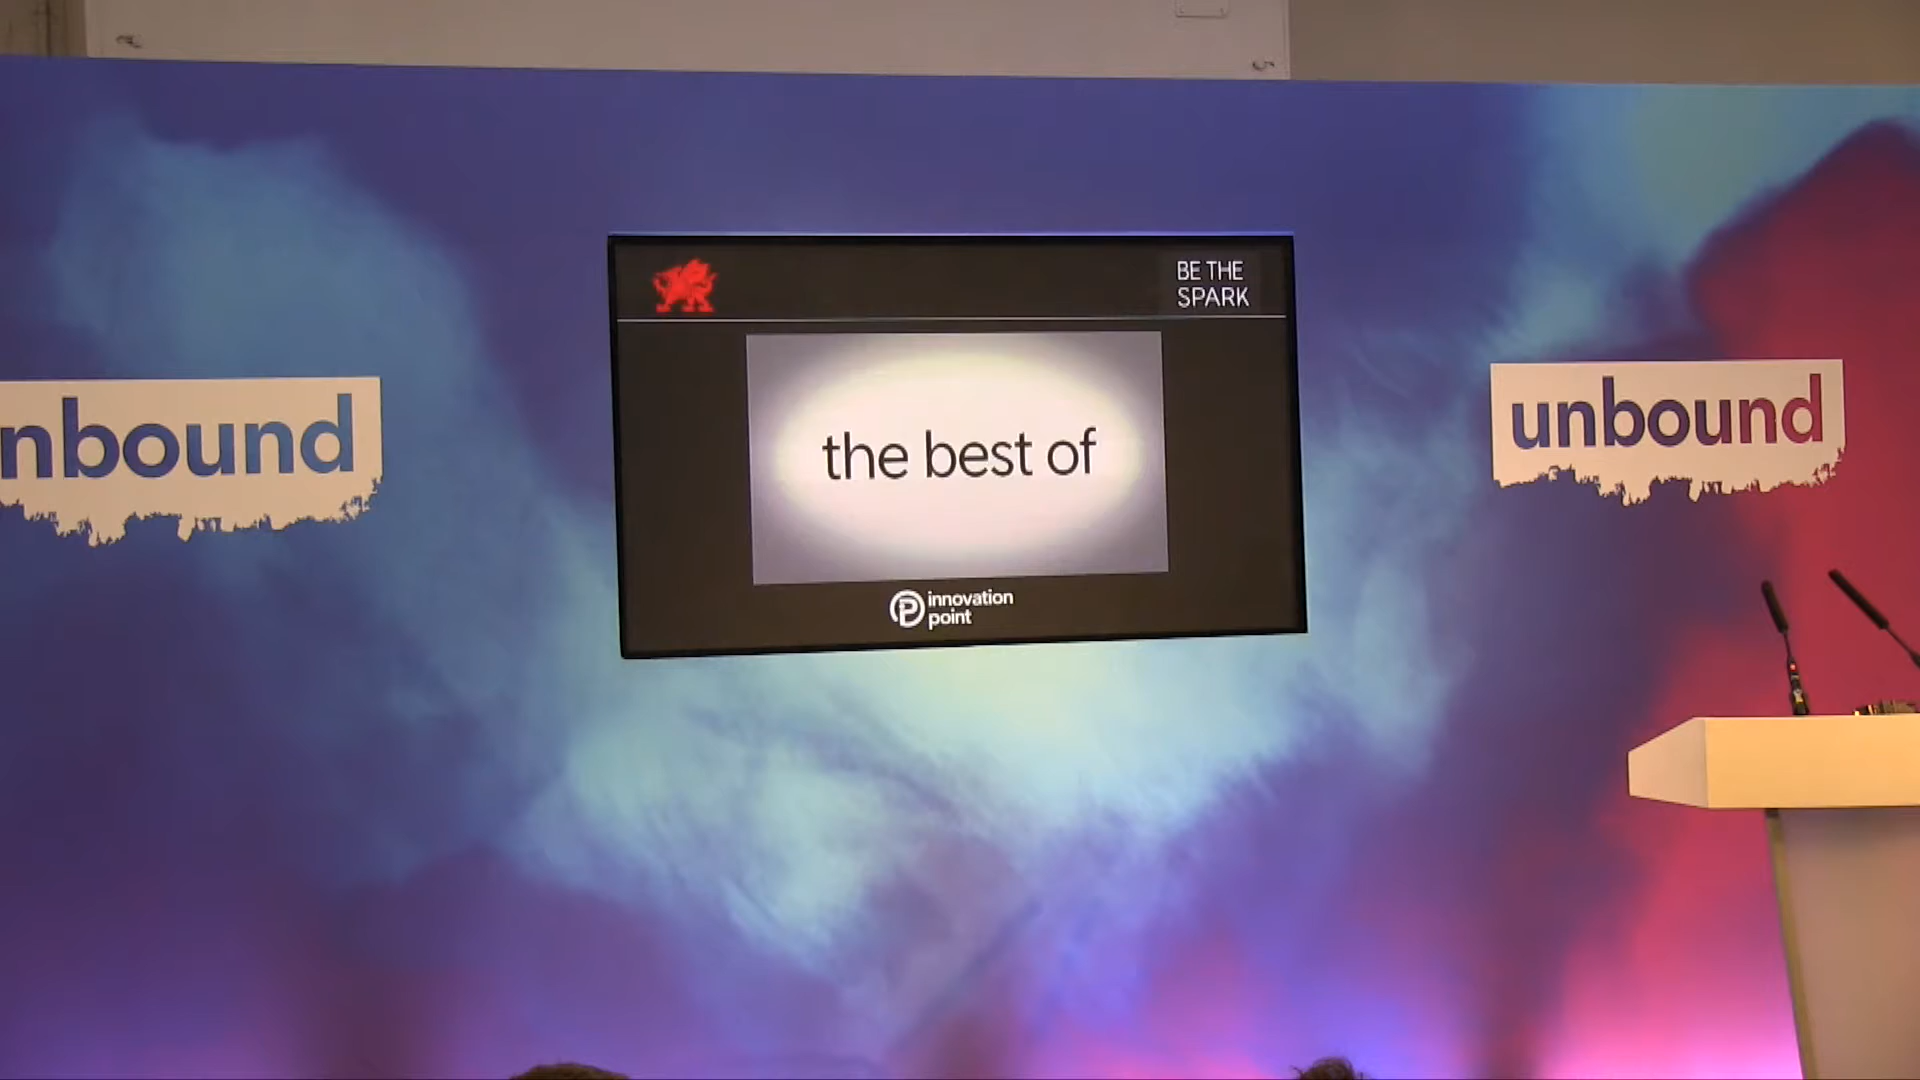 BE THE
SPARK
nbound
the best of
unbound
innovation
point